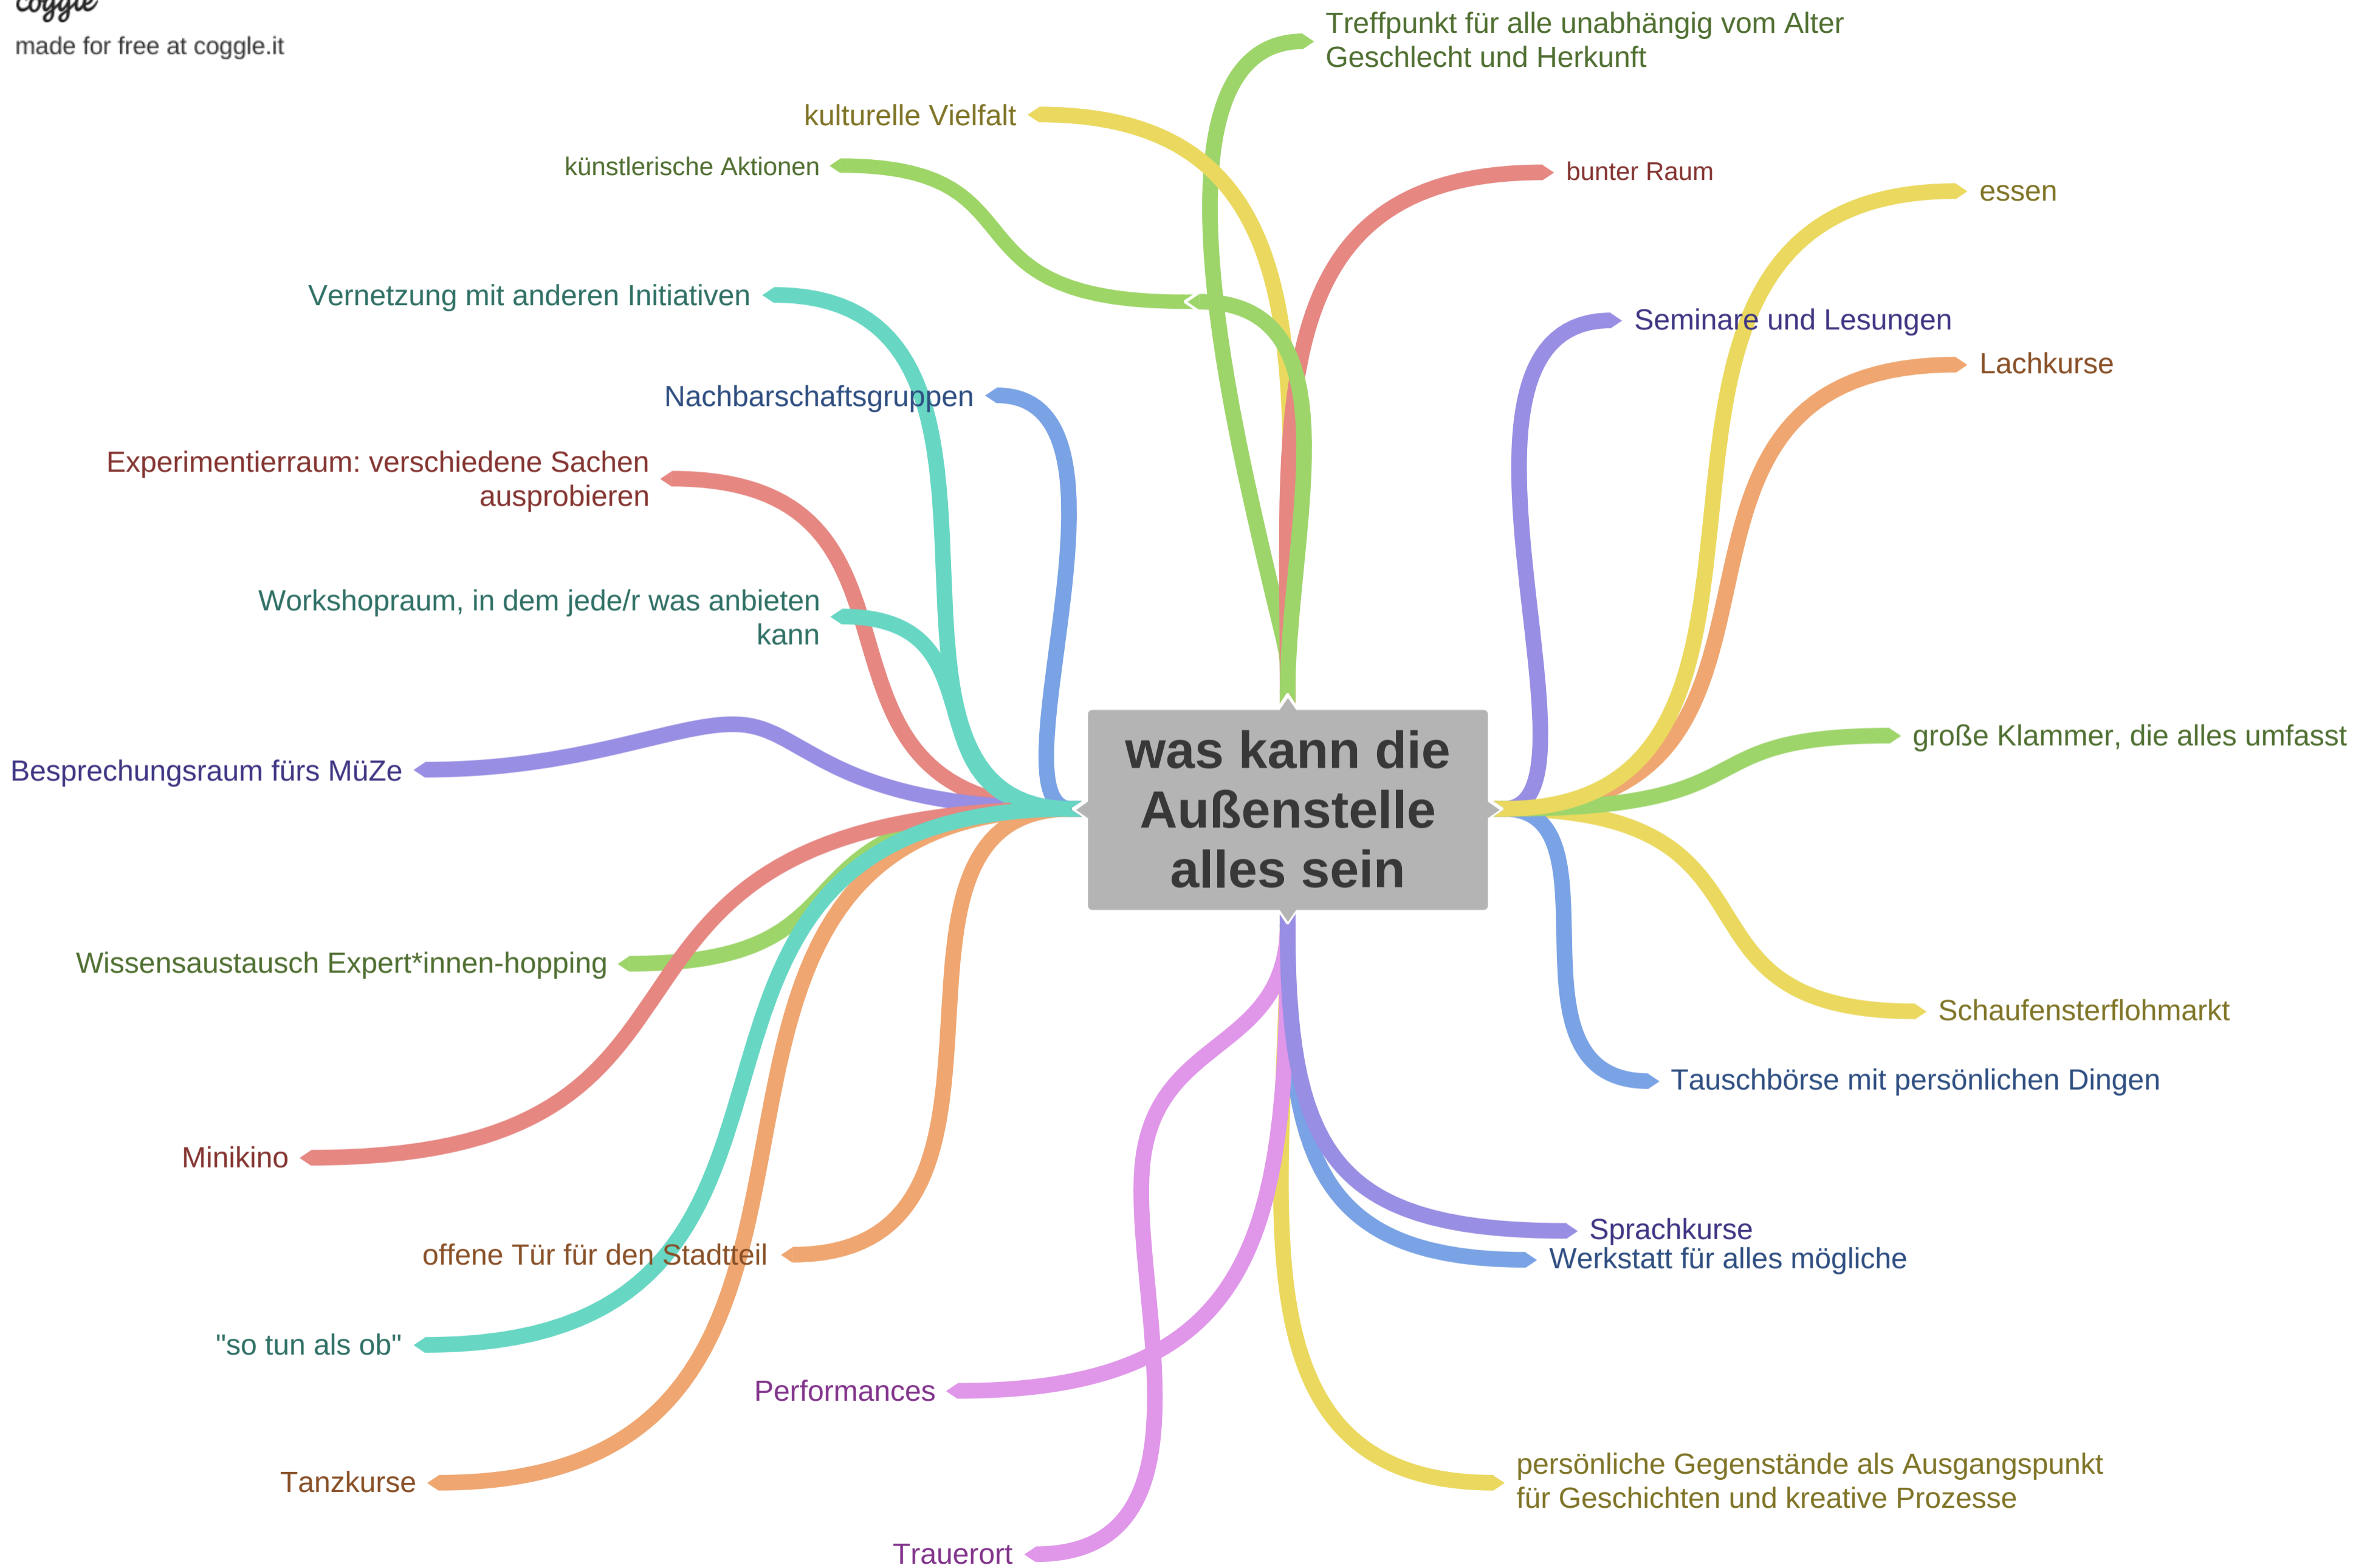 coggle
made for free at coggle.it
Treffpunkt für alle unabhängig vom Alter
Geschlecht und Herkunft
kulturelle Vielfalt
künstlerische Aktionen
bunter Raum
essen
Vernetzung mit anderen Initiativen
Seminare und Lesungen
Lachkurse
Nachbarschaftsgruppen
Experimentierraum: verschiedene Sachen
ausprobieren
Workshopraum, in dem jede/r was anbieten
kann
Besprechungsraum fürs MüZe
was kann die
Außenstelle
alles sein
große Klammer, die alles umfasst
Wissensaustausch Expert*innen-hopping
Schaufensterflohmarkt
Tauschbörse mit persönlichen Dingen
Minikino
Sprachkurse
offene Tür für den Stadtteil
Werkstatt für alles mögliche
"so tun als ob"
Performances
Tanzkurse
persönliche Gegenstände als Ausgangspunkt
für Geschichten und kreative Prozesse
Trauerort